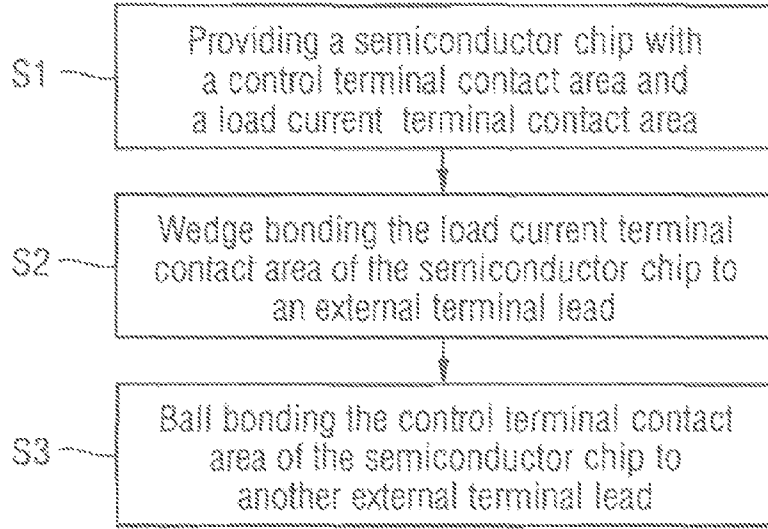 S1
Providing a semiconductor chip with
a control terminal contact area and
a load current terminal contact area
S2
Wedge bonding the load current terminal
contact area of the semiconductor chip to
an external terminal lead
S3
Ball bonding the control terminal contact
area of the semiconductor chip to
another external terminal lead